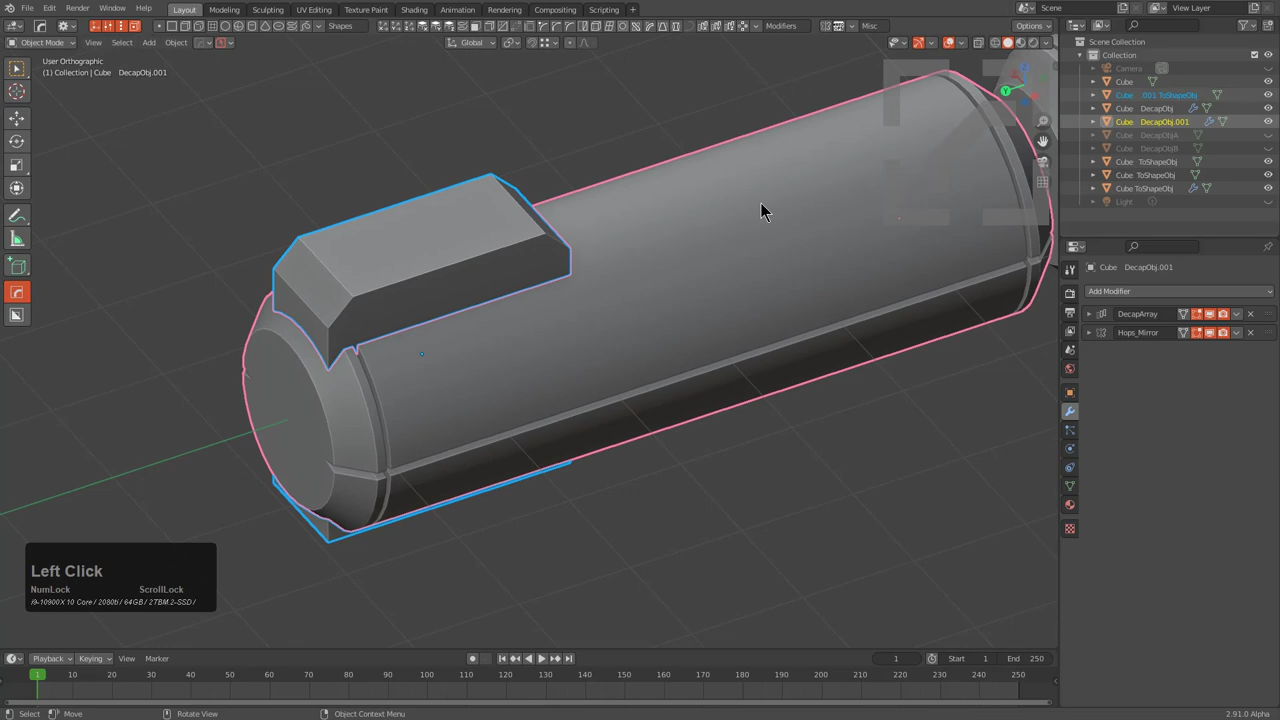 File Edit Render Window Help Layout Modeling Sculpting UV Editing Texture Paint Shading Animation Rendering Compositing Scripting + Scene View Layer
Shapes Modifiers Misc
Object Mode View Select Add Object Global Options
User Orthographic
(1) Collection | Cube DecapObj.001
Scene Collection
Collection
Camera
Cube
Cube .001 ToShapeObj
Cube DecapObj
Cube DecapObj.001
Cube DecapObjA
Cube DecapObjB
Cube ToShapeObj
Cube ToShapeObj
Cube ToShapeObj
Light
Cube DecapObj.001
Add Modifier
DecapArray
Hops_Mirror
Y
Left Click
NumLock ScrollLock
i9-10900X 10 Core / 2080ti / 64GB / 2TBM.2-SSD /
Playback Keying View Marker 1 Start 1 End 250
1 10 20 30 40 50 60 70 80 90 100 110 120 130 140 150 160 170 180 190 200 210 220 230 240 250
Select Move Rotate View Object Context Menu 2.91.0 Alpha